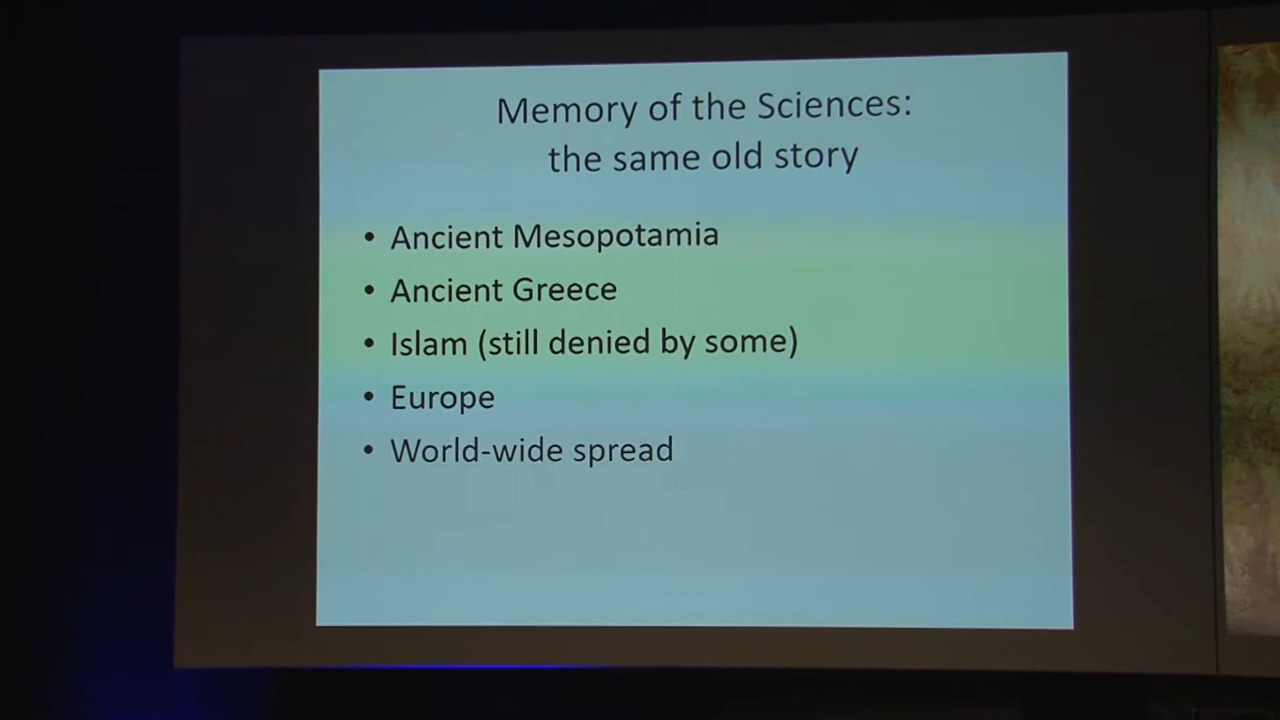 Memory of the Sciences:
the same old story
• Ancient Mesopotamia
• Ancient Greece
• Islam (still denied by some)
• Europe
• World-wide spread